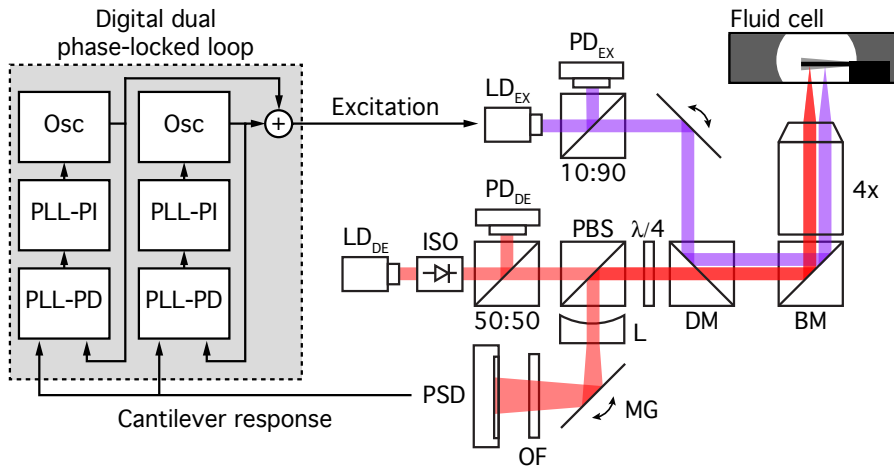 Digital dual
phase-locked loop
Osc
Osc
+
PLL-PI
PLL-PI
PLL-PD
PLL-PD
Excitation
Cantilever response
Fluid cell
PD_EX
LD_EX
10:90
4x
PD_DE
LD_DE
ISO
PBS
λ/4
50:50
L
DM
BM
PSD
OF
MG